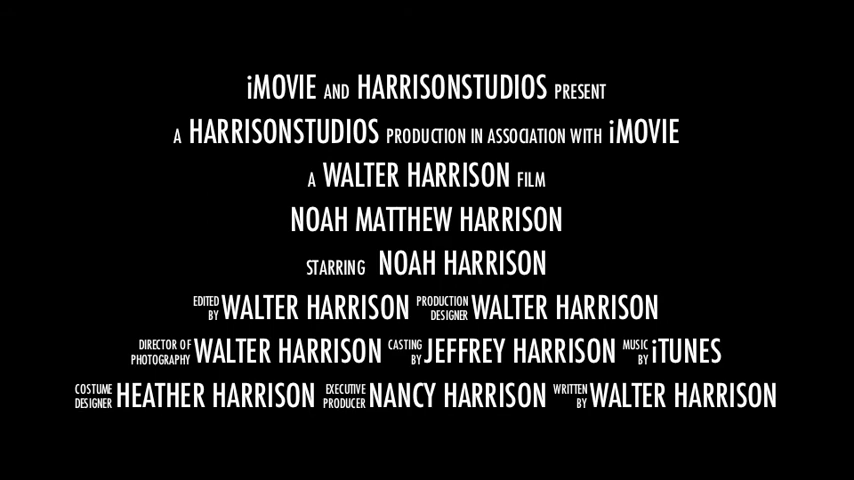 iMOVIE AND HARRISONSTUDIOS PRESENT
A HARRISONSTUDIOS PRODUCTION IN ASSOCIATION WITH iMOVIE
A WALTER HARRISON FILM
NOAH MATTHEW HARRISON
STARRING NOAH HARRISON
EDITED BY WALTER HARRISON PRODUCTION DESIGNER WALTER HARRISON
DIRECTOR OF PHOTOGRAPHY WALTER HARRISON CASTING BY JEFFREY HARRISON MUSIC BY iTUNES
COSTUME DESIGNER HEATHER HARRISON EXECUTIVE PRODUCER NANCY HARRISON WRITTEN BY WALTER HARRISON